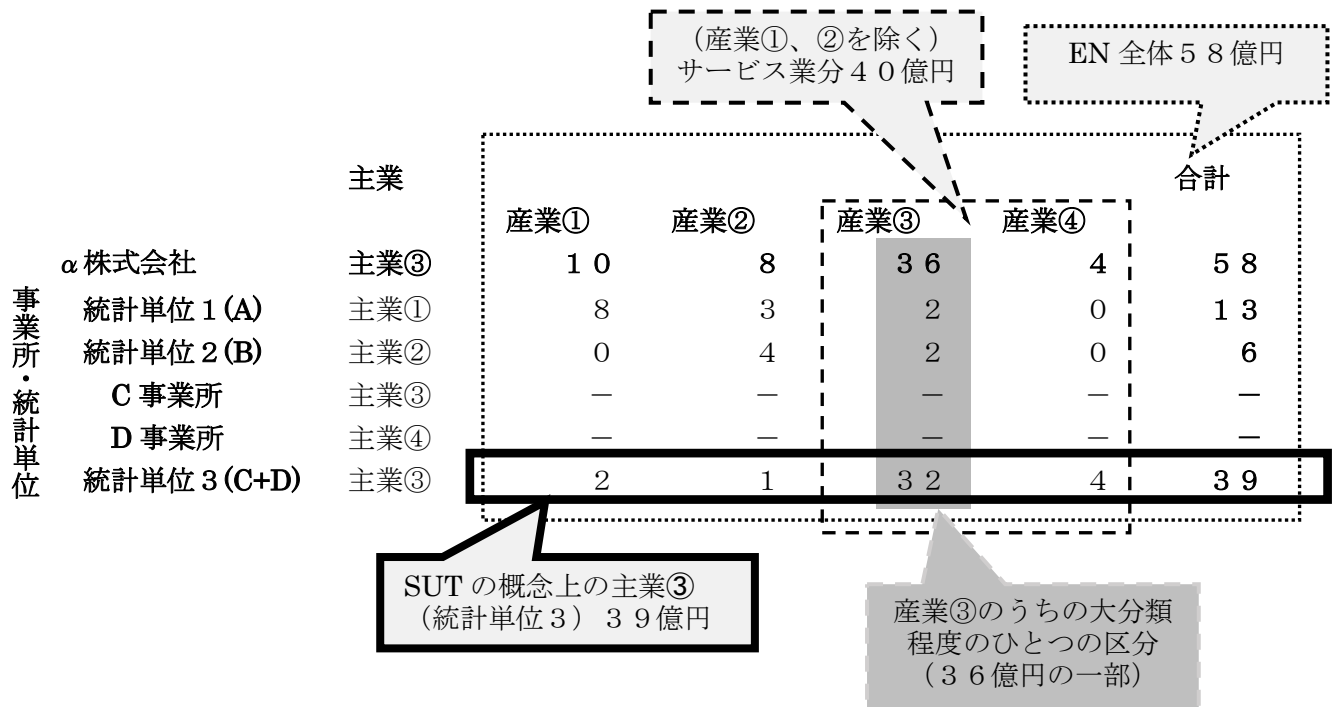 （産業①、②を除く）
サービス業分４０億円
EN 全体５８億円
主業
合計
産業① 産業② 産業③ 産業④
α株式会社 主業③ １０ ８ ３６ ４ ５８
事業所・統計単位
統計単位１(A) 主業① ８ ３ ２ ０ １３
統計単位２(B) 主業② ０ ４ ２ ０ ６
C 事業所 主業③ － － － － －
D 事業所 主業④ － － － － －
統計単位３(C+D) 主業③ ２ １ ３２ ４ ３９
SUT の概念上の主業③
（統計単位３）３９億円
産業③のうちの大分類
程度のひとつの区分
（３６億円の一部）